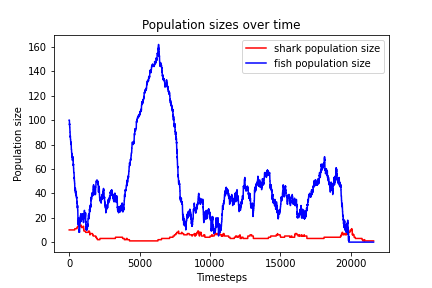 Population sizes over time
shark population size
fish population size
Population size
160
140
120
100
80
60
40
20
0
0
5000
10000
15000
20000
Timesteps